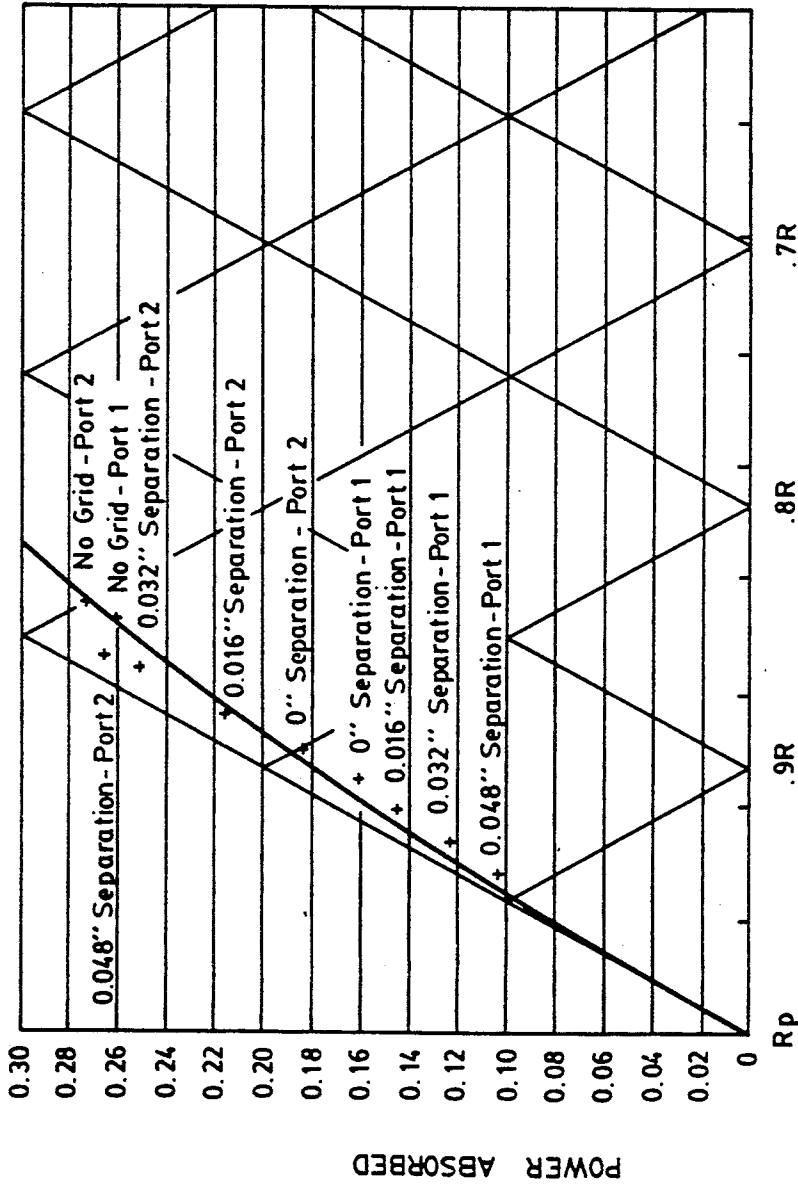 POWER ABSORBED
0.30
0.28
0.26
0.24
0.22
0.20
0.18
0.16
0.14
0.12
0.10
0.08
0.06
0.04
0.02
0
No Grid - Port 2
No Grid - Port 1
0.048" Separation - Port 2
0.032" Separation - Port 2
0.016" Separation - Port 2
0" Separation - Port 2
0" Separation - Port 1
0.016" Separation - Port 1
0.032" Separation - Port 1
0.048" Separation - Port 1
Rp
.9R
.8R
.7R